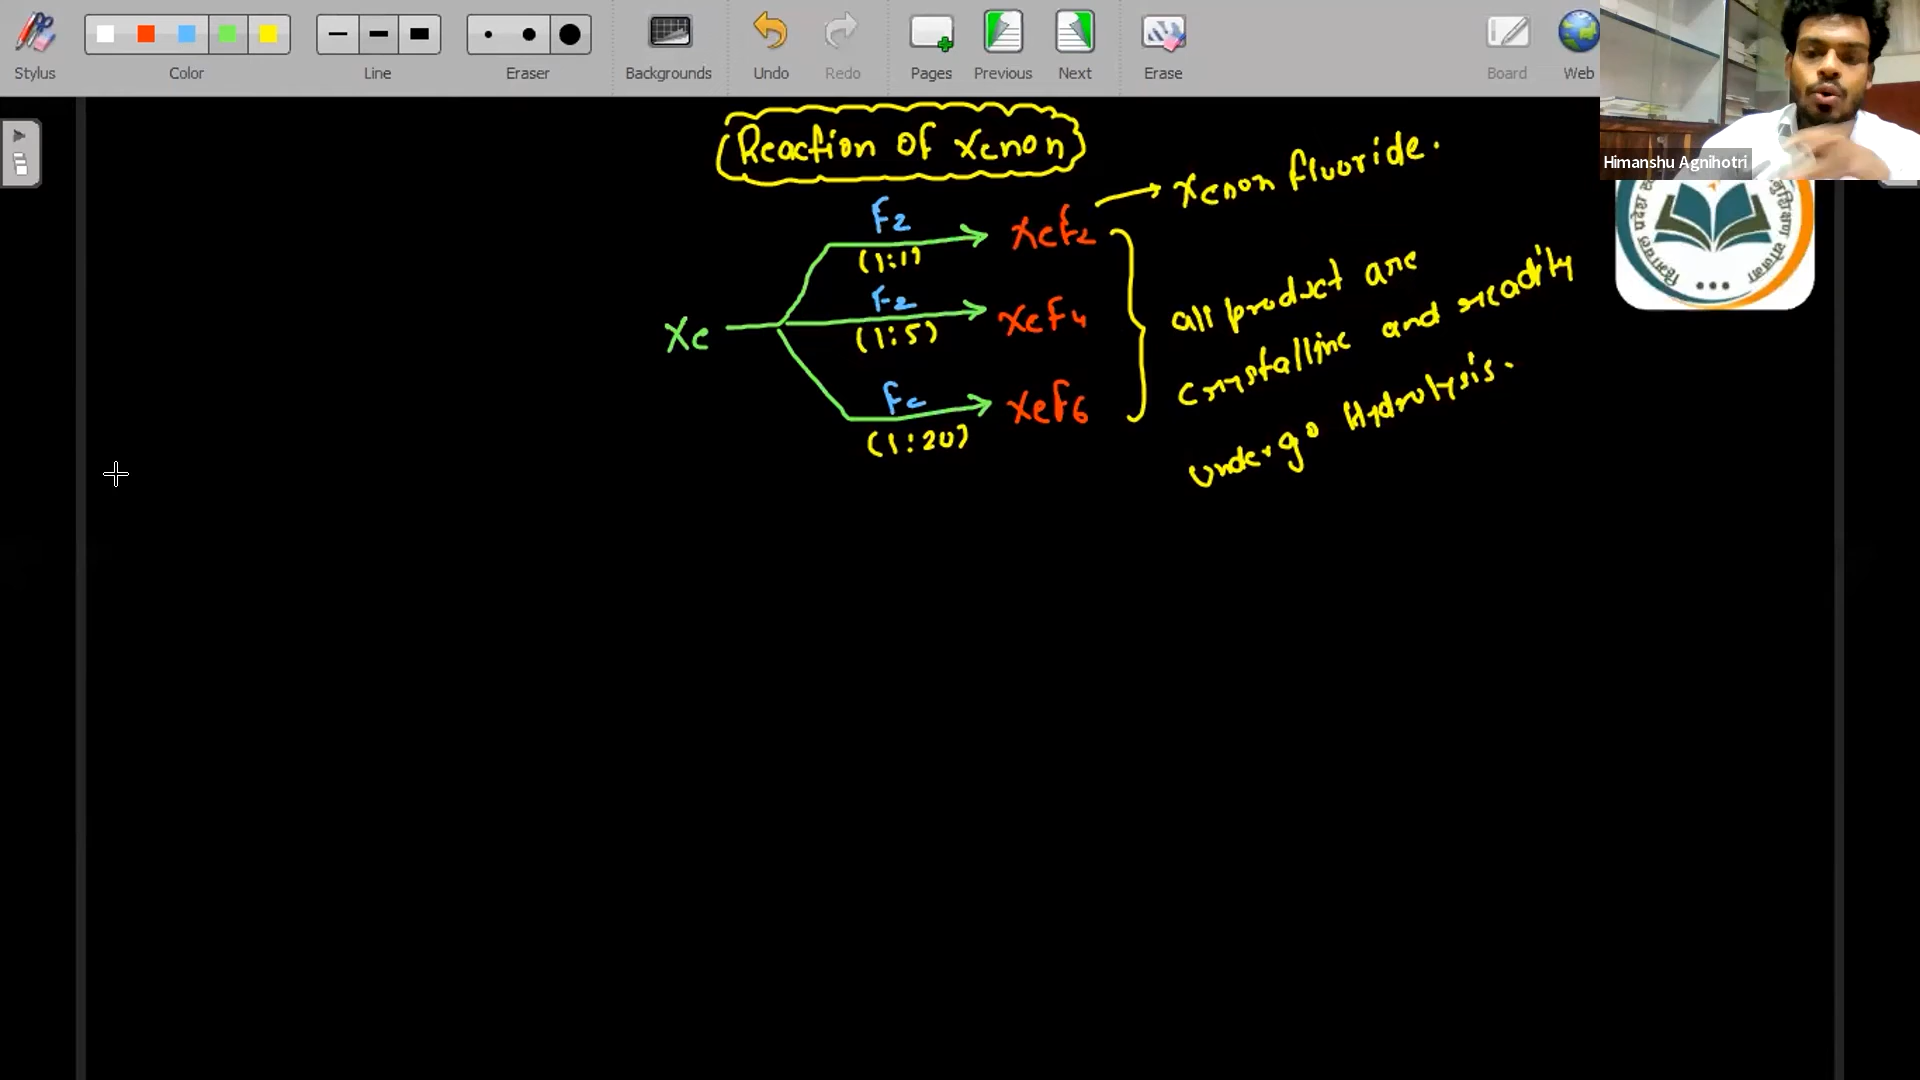 Stylus
Color
Line
Eraser
Backgrounds
Undo
Redo
Pages
Previous
Next
Erase
Board
Web
Himanshu Agnihotri
Reaction of Xenon
Xenon fluoride.
F2
XeF2
(1:1)
F2
XeF4
(1:5)
Xe
(1:20)
XeF6
all product are
crystalline and readily
undergo Hydrolysis.